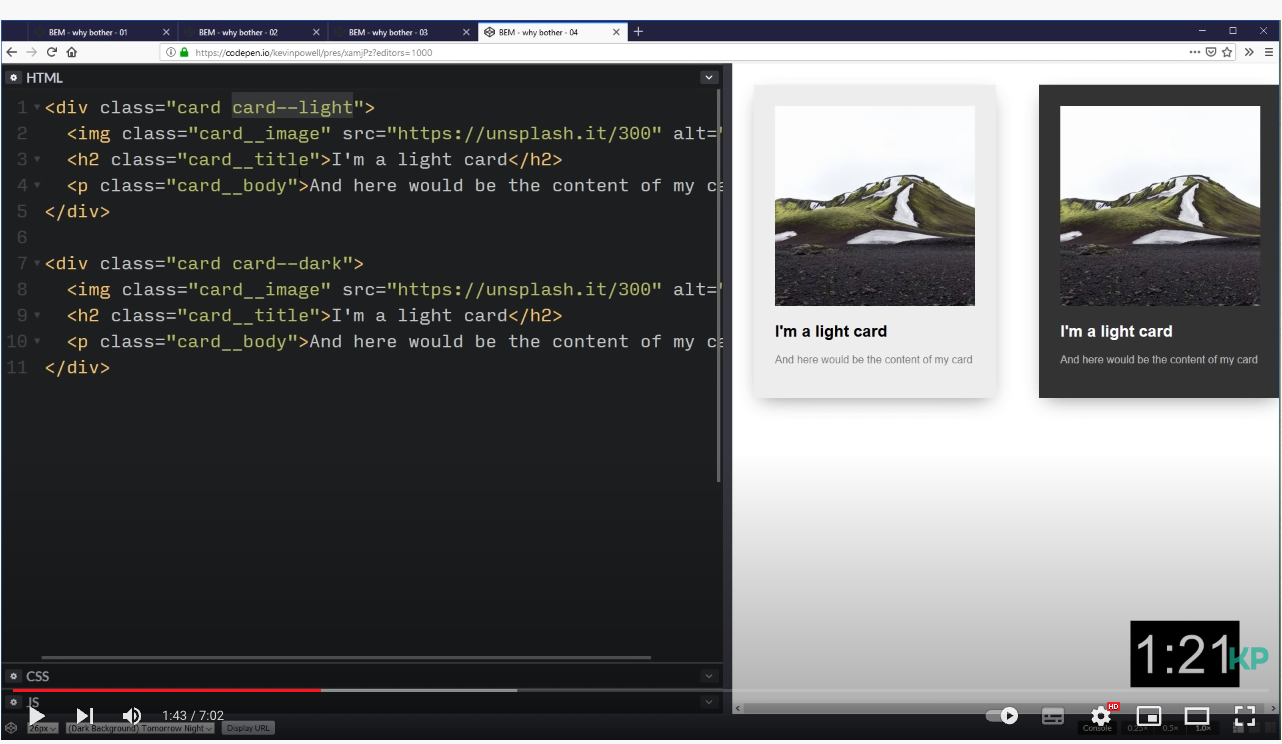 BEM - why bother - 01
BEM - why bother - 02
BEM - why bother - 03
BEM - why bother - 04
https://codepen.io/kevinpowell/pres/xamjPz?editors=1000
HTML
1 <div class="card card--light">
2 <img class="card__image" src="https://unsplash.it/300" alt="
3 <h2 class="card__title">I'm a light card</h2>
4 <p class="card__body">And here would be the content of my ca
5 </div>
6
7 <div class="card card--dark">
8 <img class="card__image" src="https://unsplash.it/300" alt="
9 <h2 class="card__title">I'm a light card</h2>
10 <p class="card__body">And here would be the content of my ca
11 </div>
I'm a light card
And here would be the content of my card
I'm a light card
And here would be the content of my card
1:21
KP
CSS
JS
1:43 / 7:02
HD
26px
(Dark Background) Tomorrow Night
Display URL
Console
0.25x
0.5x
1.0x